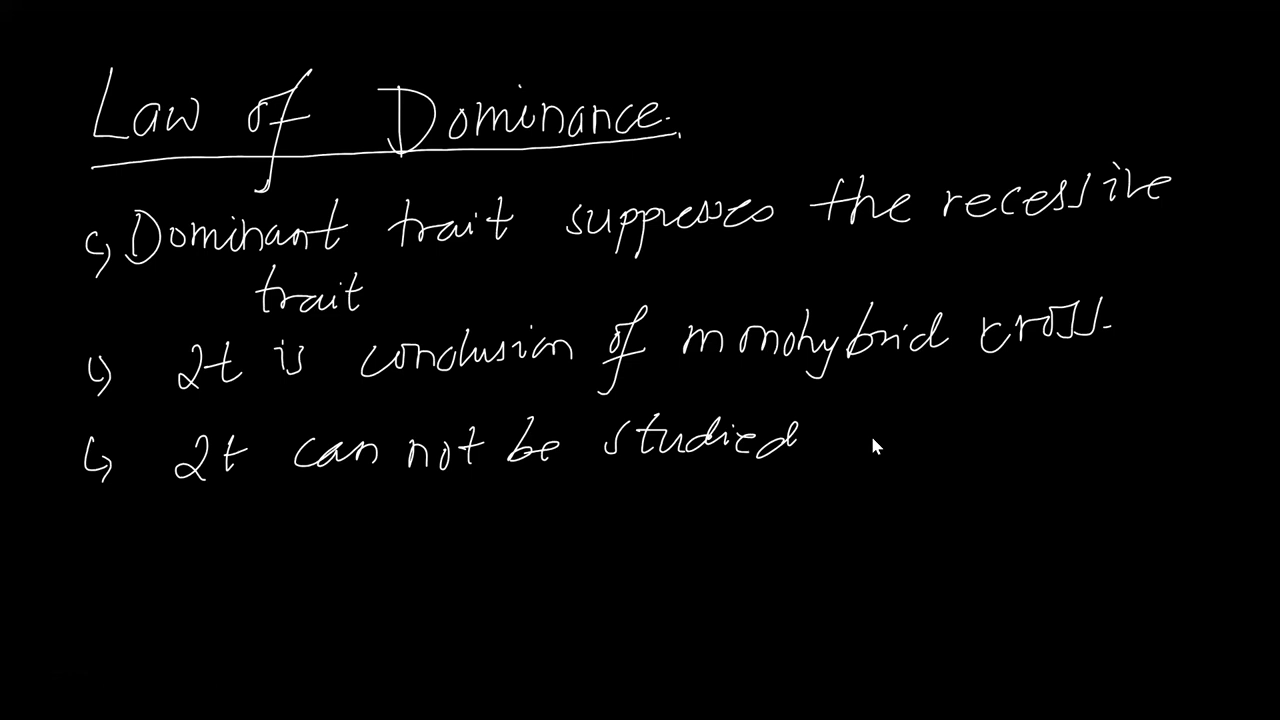 Law of Dominance.
Dominant trait suppresses the recessive
trait
It is conclusion of monohybrid cross.
It can not be studied